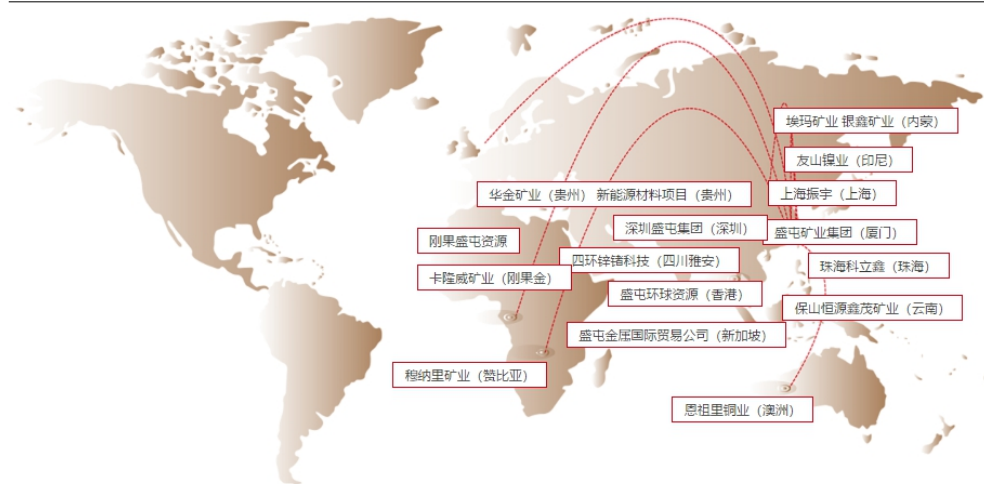 埃玛矿业 银鑫矿业（内蒙）
友山镍业（印尼）
华金矿业（贵州） 新能源材料项目（贵州）
上海振宇（上海）
深圳盛屯集团（深圳）
盛屯矿业集团（厦门）
刚果盛屯资源
四环锌锗科技（四川雅安）
珠海科立鑫（珠海）
卡隆威矿业（刚果金）
盛屯环球资源（香港）
保山恒源鑫茂矿业（云南）
盛屯金属国际贸易公司（新加坡）
穆纳里矿业（赞比亚）
恩祖里铜业（澳洲）